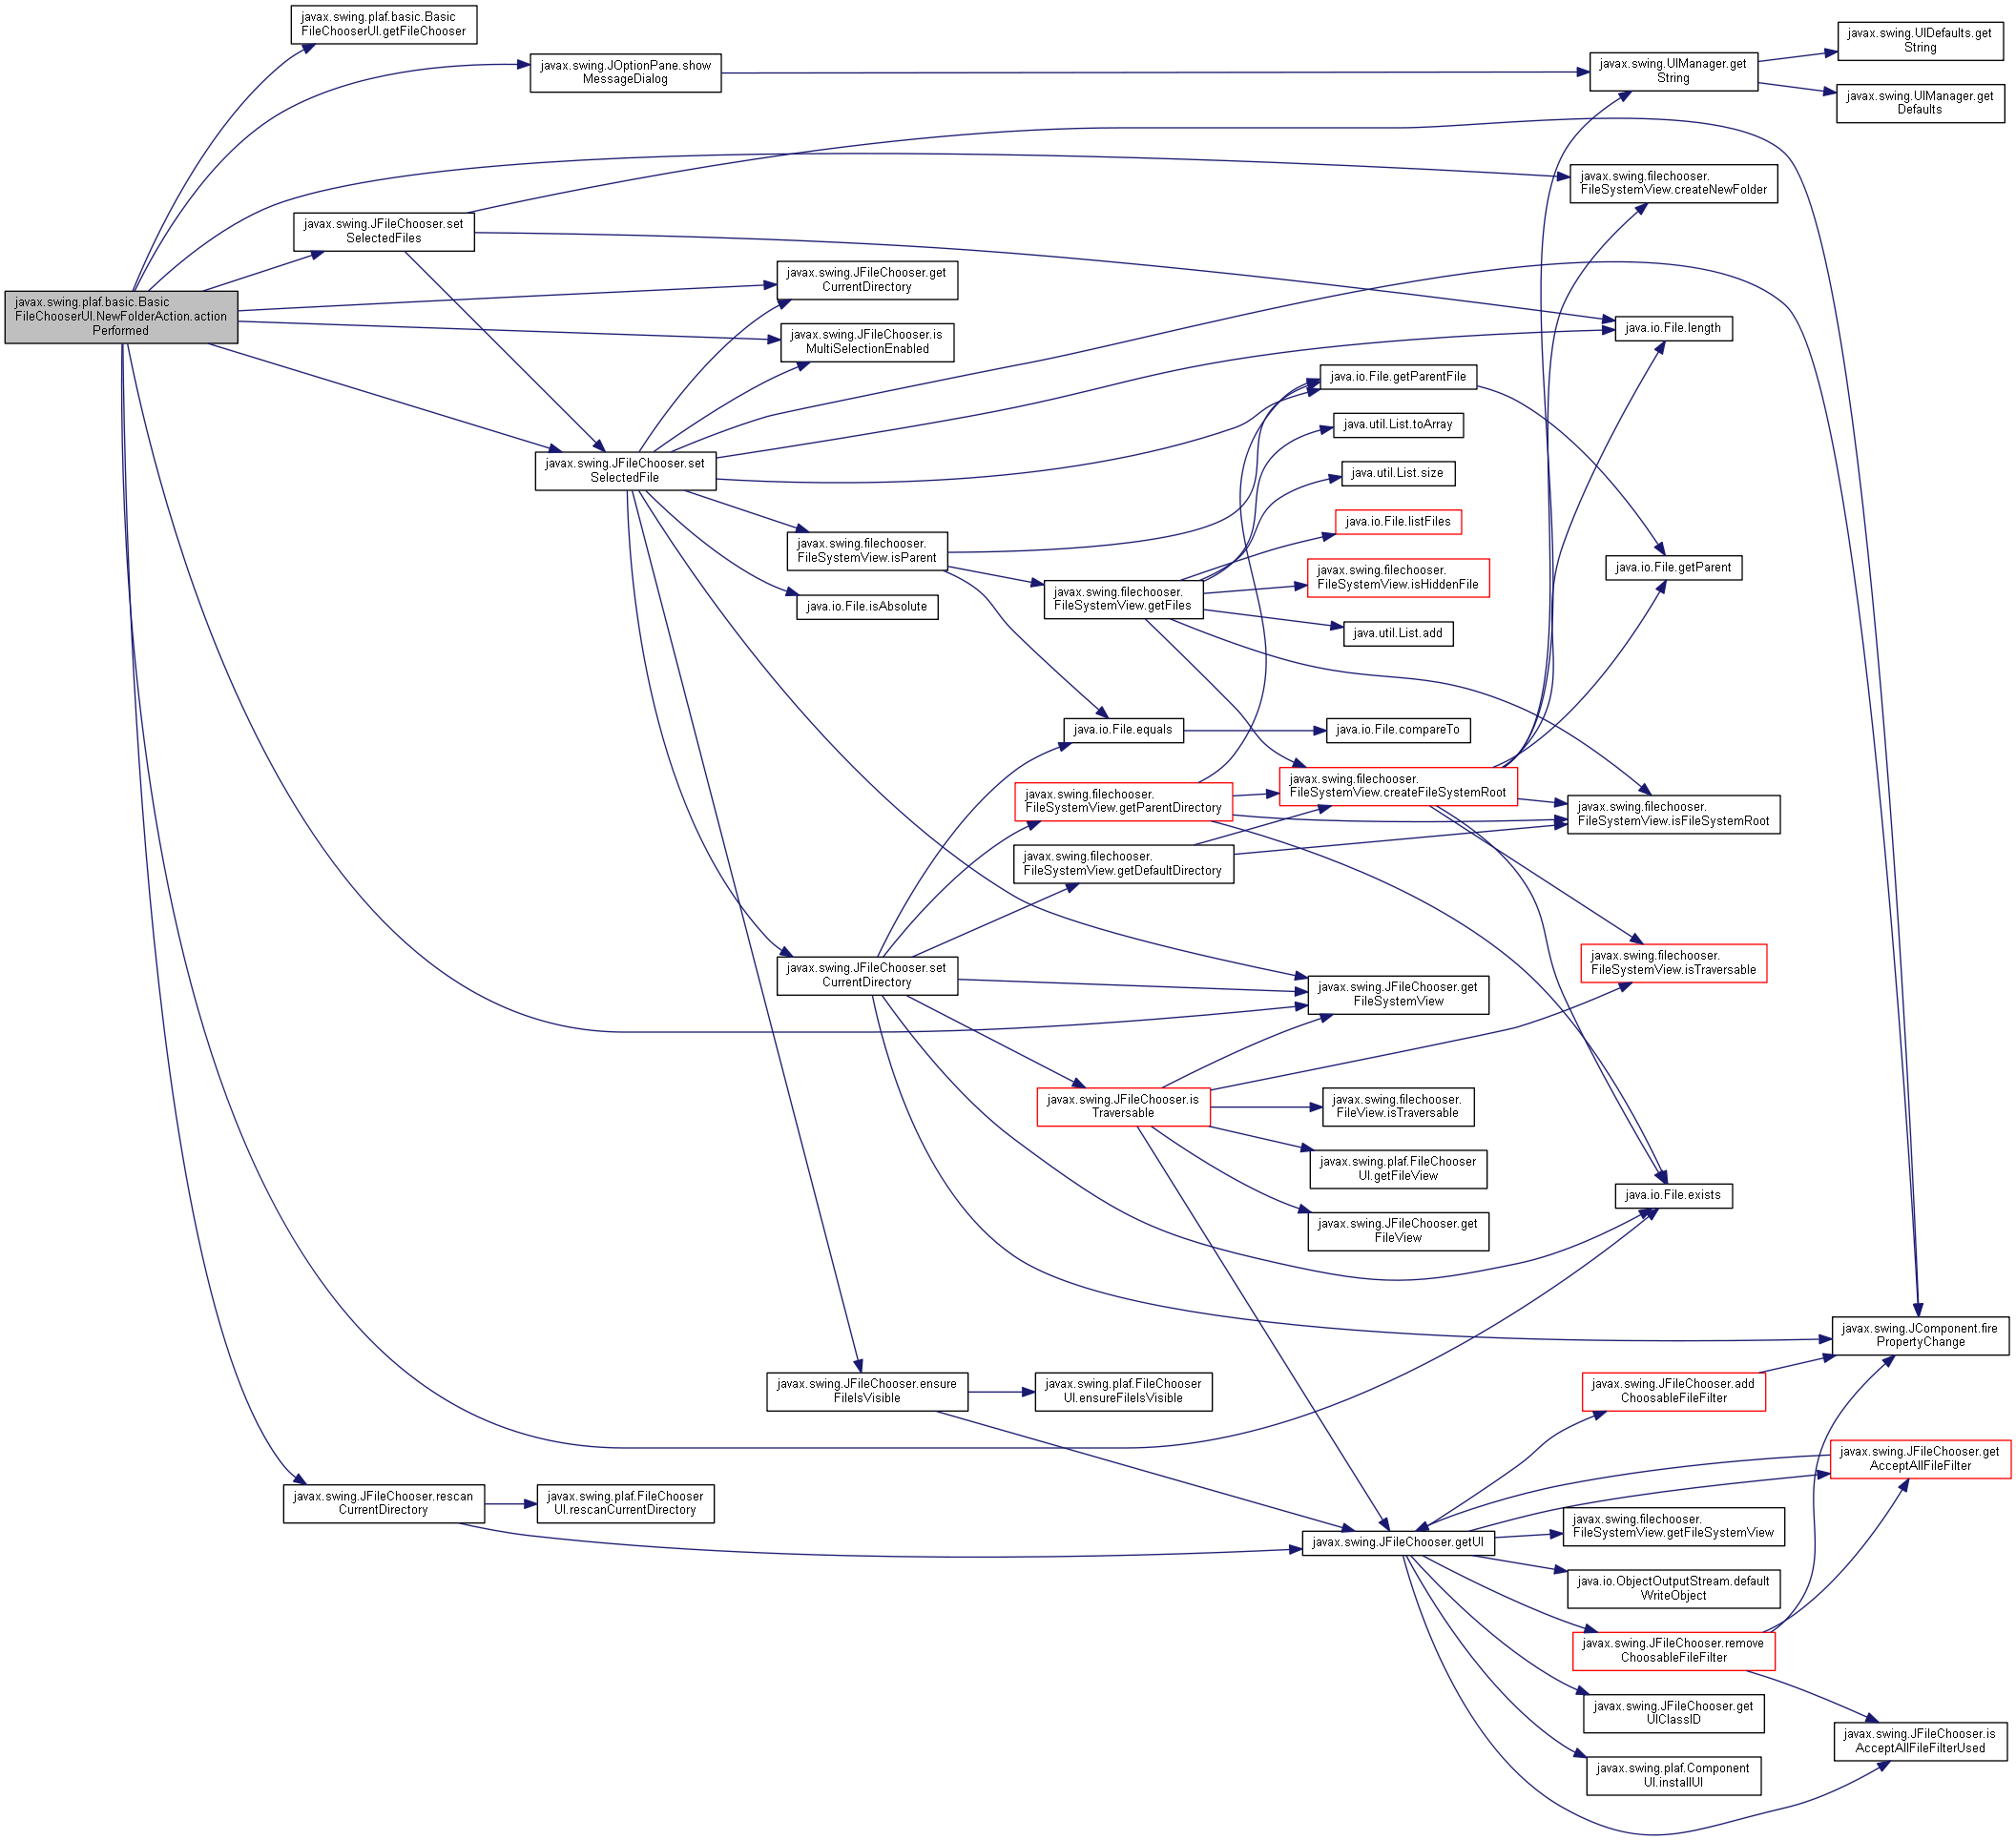 javax.swing.plaf.basic.Basic
FileChooserUI.getFileChooser
javax.swing.JOptionPane.show
MessageDialog
javax.swing.UIManager.get
String
javax.swing.UIDefaults.get
String
javax.swing.UIManager.get
Defaults
javax.swing.filechooser.
FileSystemView.createNewFolder
javax.swing.JFileChooser.set
SelectedFiles
javax.swing.JFileChooser.get
CurrentDirectory
javax.swing.plaf.basic.Basic
FileChooserUI.NewFolderAction.action
Performed
javax.swing.JFileChooser.is
MultiSelectionEnabled
java.io.File.length
java.io.File.getParentFile
java.util.List.toArray
javax.swing.JFileChooser.set
SelectedFile
java.util.List.size
java.io.File.listFiles
javax.swing.filechooser.
FileSystemView.isParent
java.io.File.getParent
javax.swing.filechooser.
FileSystemView.isHiddenFile
javax.swing.filechooser.
FileSystemView.getFiles
java.io.File.isAbsolute
java.util.List.add
java.io.File.equals
java.io.File.compareTo
javax.swing.filechooser.
FileSystemView.createFileSystemRoot
javax.swing.filechooser.
FileSystemView.getParentDirectory
javax.swing.filechooser.
FileSystemView.isFileSystemRoot
javax.swing.filechooser.
FileSystemView.getDefaultDirectory
javax.swing.filechooser.
FileSystemView.isTraversable
javax.swing.JFileChooser.set
CurrentDirectory
javax.swing.JFileChooser.get
FileSystemView
javax.swing.JFileChooser.is
Traversable
javax.swing.filechooser.
FileView.isTraversable
javax.swing.plaf.FileChooser
UI.getFileView
java.io.File.exists
javax.swing.JFileChooser.get
FileView
javax.swing.JComponent.fire
PropertyChange
javax.swing.JFileChooser.ensure
FileIsVisible
javax.swing.plaf.FileChooser
UI.ensureFileIsVisible
javax.swing.JFileChooser.add
ChoosableFileFilter
javax.swing.JFileChooser.get
AcceptAllFileFilter
javax.swing.JFileChooser.rescan
CurrentDirectory
javax.swing.plaf.FileChooser
UI.rescanCurrentDirectory
javax.swing.filechooser.
FileSystemView.getFileSystemView
javax.swing.JFileChooser.getUI
java.io.ObjectOutputStream.default
WriteObject
javax.swing.JFileChooser.remove
ChoosableFileFilter
javax.swing.JFileChooser.get
UIClassID
javax.swing.JFileChooser.is
AcceptAllFileFilterUsed
javax.swing.plaf.Component
UI.installUI